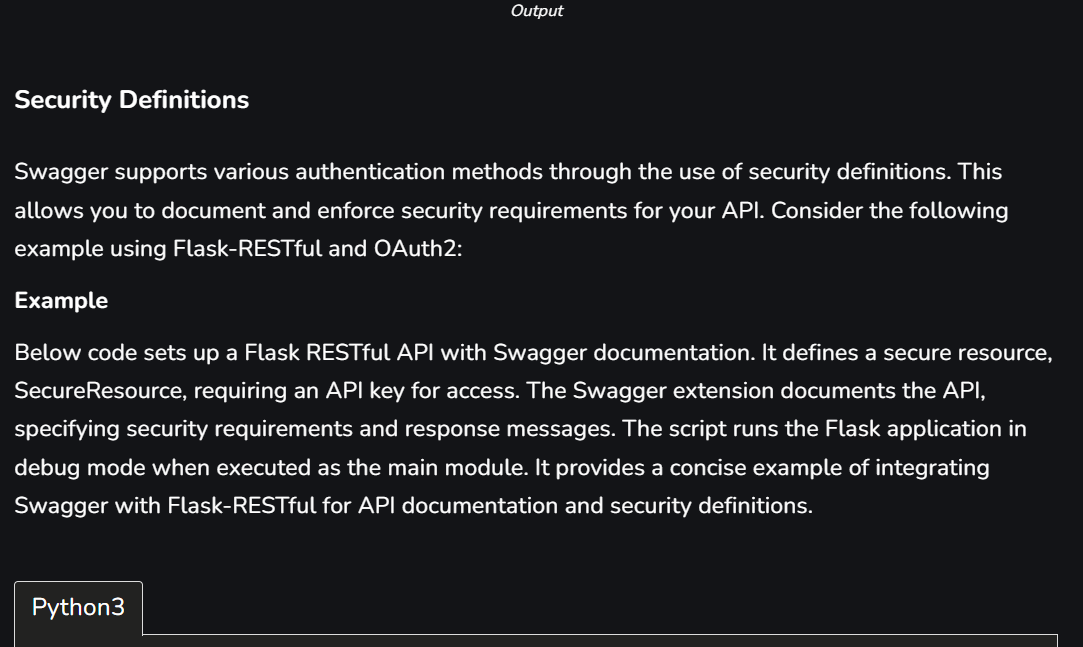 Output
Security Definitions
Swagger supports various authentication methods through the use of security definitions. This
allows you to document and enforce security requirements for your API. Consider the following
example using Flask-RESTful and OAuth2:
Example
Below code sets up a Flask RESTful API with Swagger documentation. It defines a secure resource,
SecureResource, requiring an API key for access. The Swagger extension documents the API,
specifying security requirements and response messages. The script runs the Flask application in
debug mode when executed as the main module. It provides a concise example of integrating
Swagger with Flask-RESTful for API documentation and security definitions.
Python3